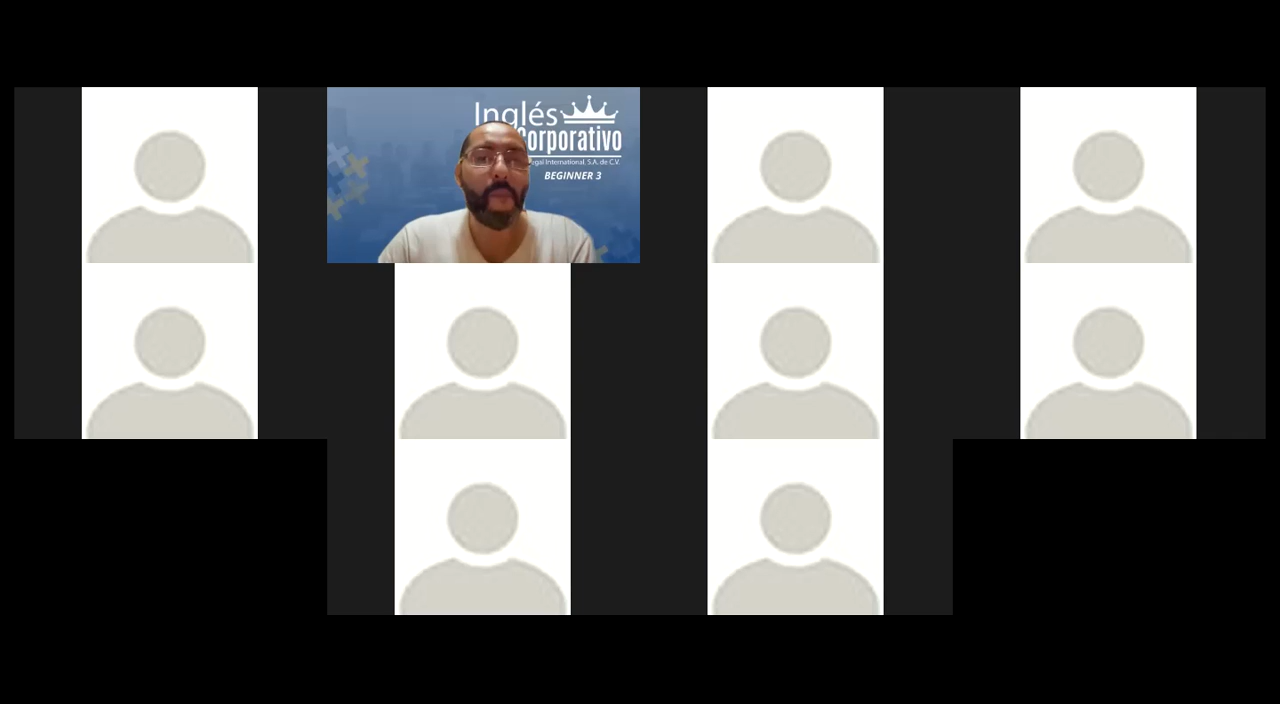 Inglés
Corporativo
International, S.A. de C.V.
BEGINNER 3